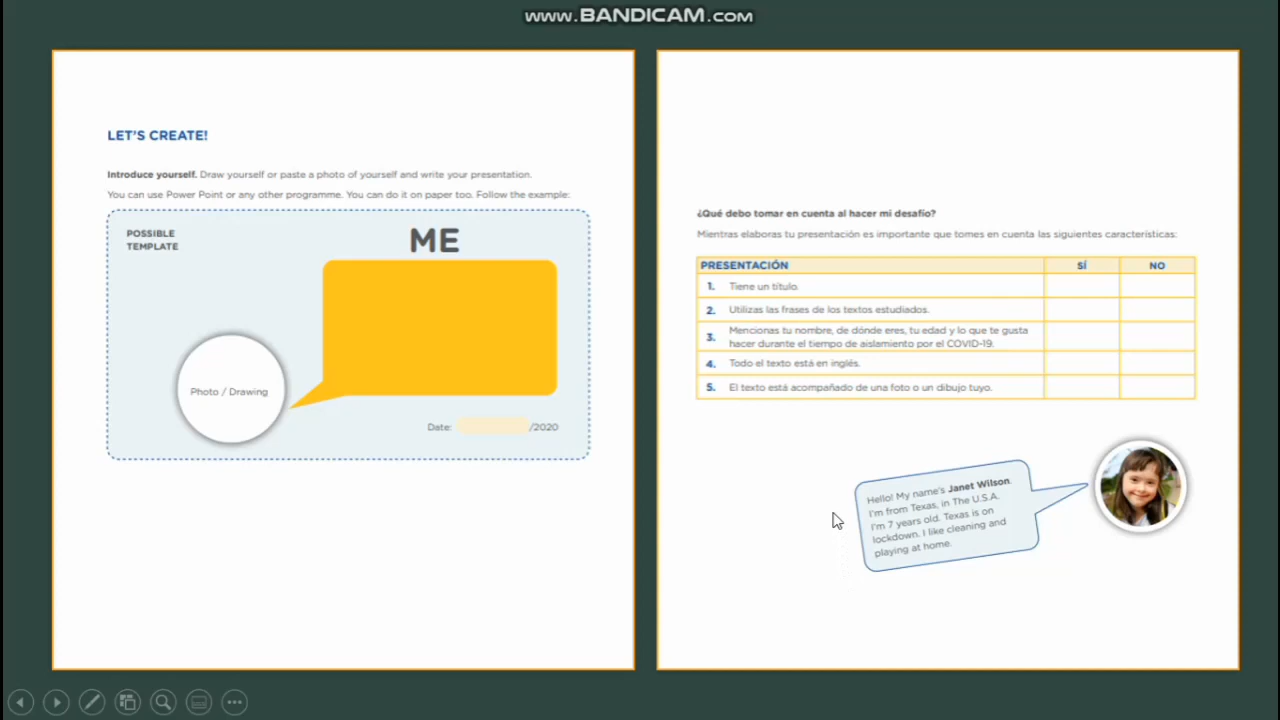 www.BANDICAM.com
LET'S CREATE!
Introduce yourself. Draw yourself or paste a photo of yourself and write your presentation.
You can use Power Point or any other programme. You can do it on paper too. Follow the example:
POSSIBLE
TEMPLATE
ME
Photo / Drawing
Date: /2020
¿Qué debo tomar en cuenta al hacer mi desafío?
Mientras elaboras tu presentación es importante que tomes en cuenta las siguientes características:
PRESENTACIÓN SÍ NO
1. Tiene un título.
2. Utilizas las frases de los textos estudiados.
3. Mencionas tu nombre, de dónde eres, tu edad y lo que te gusta
hacer durante el tiempo de aislamiento por el COVID-19.
4. Todo el texto está en inglés.
5. El texto está acompañado de una foto o un dibujo tuyo.
Hello! My name's Janet Wilson.
I'm from Texas, in The U.S.A.
I'm 7 years old. Texas is on
lockdown. I like cleaning and
playing at home.